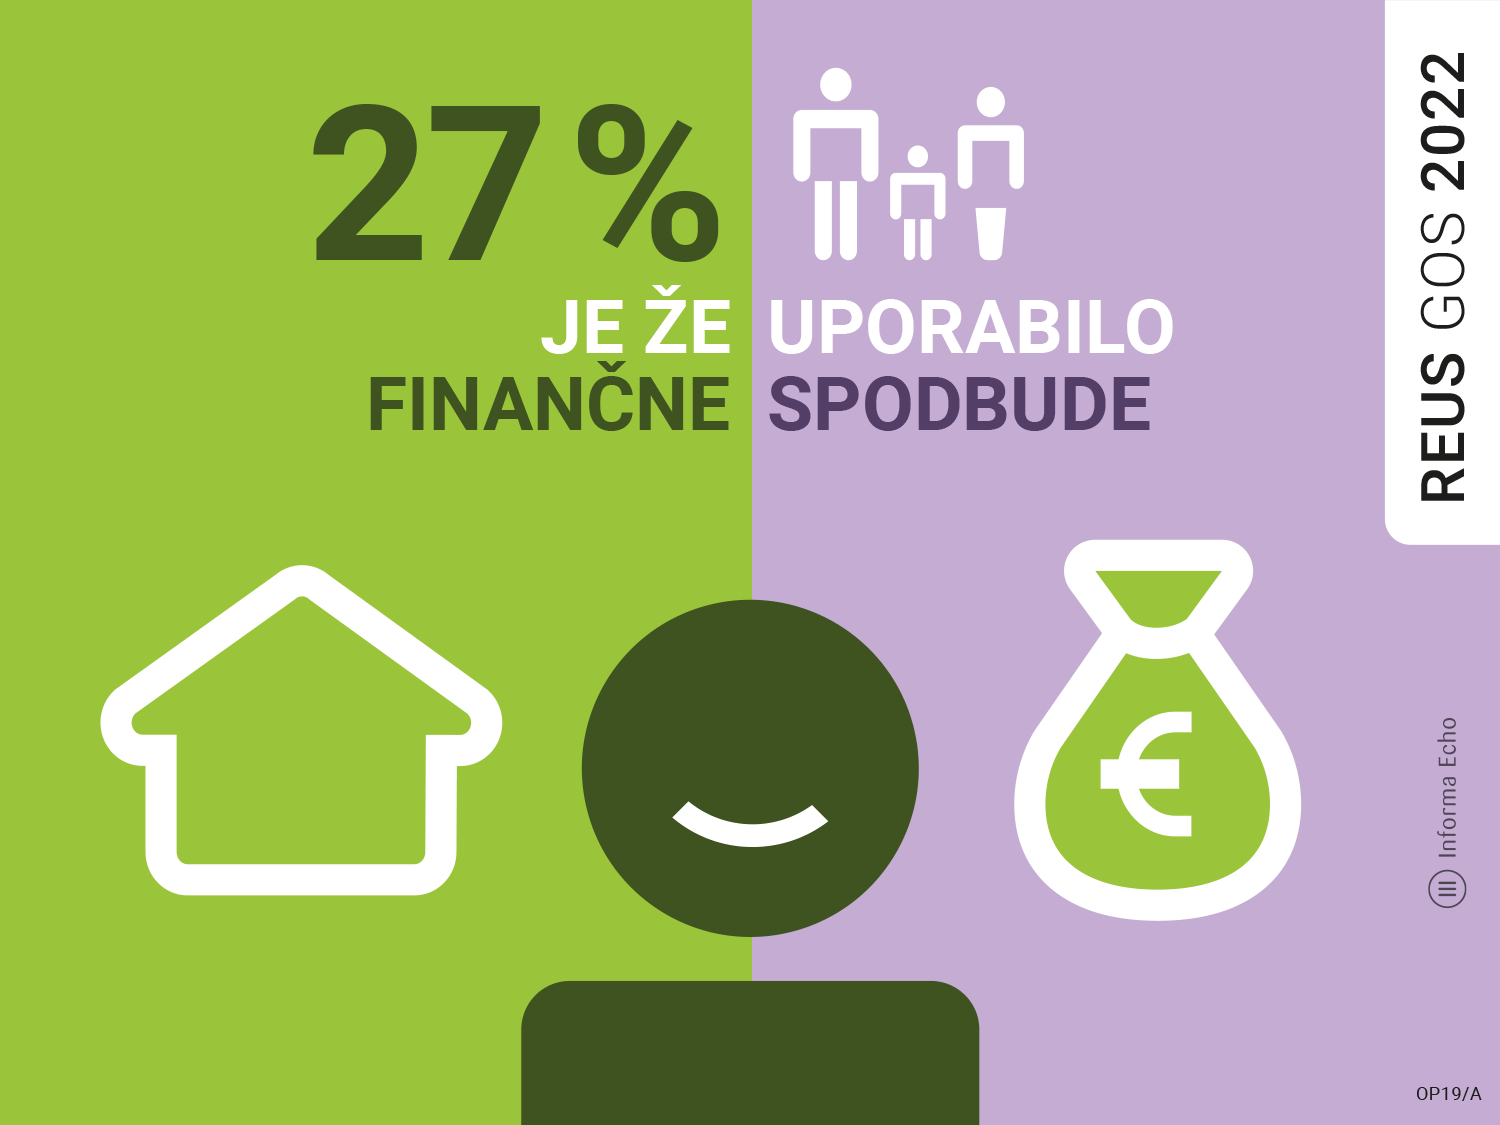 27 %
JE ŽE UPORABILO
FINANČNE SPODBUDE
€
REUS GOS 2022
Informa Echo
OP19/A